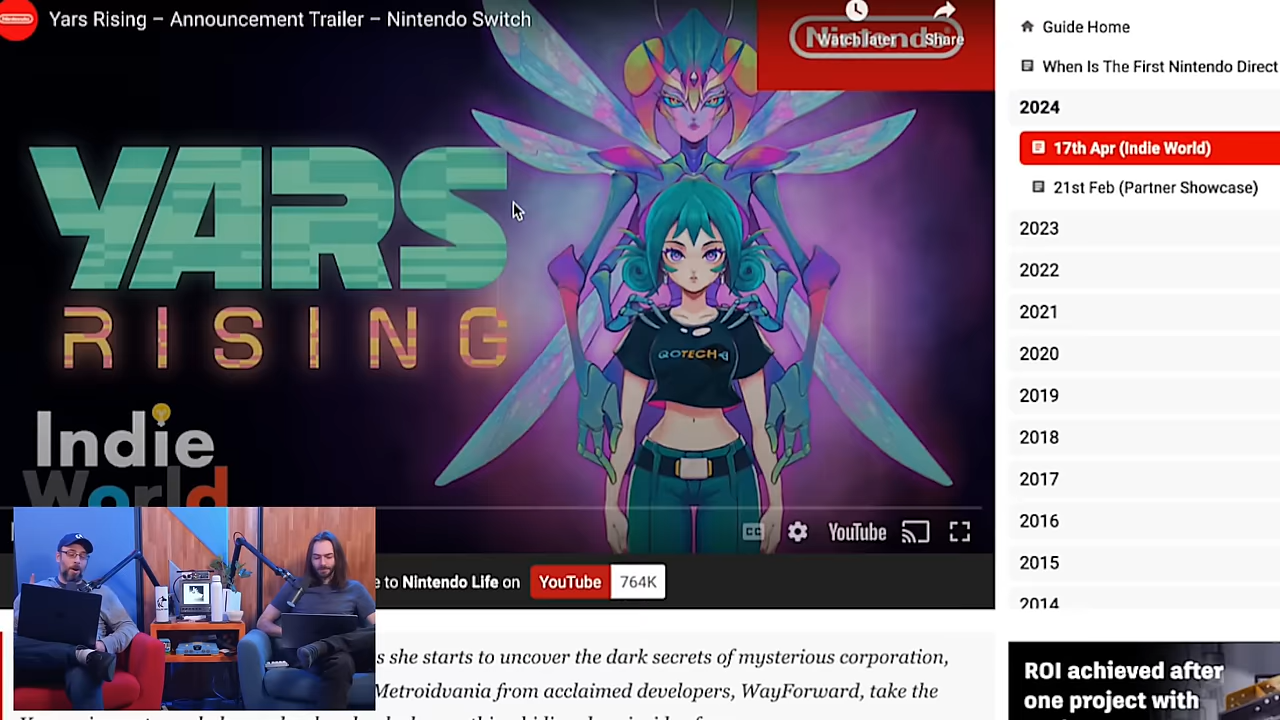 Yars Rising – Announcement Trailer – Nintendo Switch
Nintendo
Watch later
Share
YARS
RISING
QOTECH
Indie
World
CC
YouTube
e to Nintendo Life on
YouTube
764K
s she starts to uncover the dark secrets of mysterious corporation,
Metroidvania from acclaimed developers, WayForward, take the
Guide Home
When Is The First Nintendo Direct
2024
17th Apr (Indie World)
21st Feb (Partner Showcase)
2023
2022
2021
2020
2019
2018
2017
2016
2015
2014
ROI achieved after
one project with